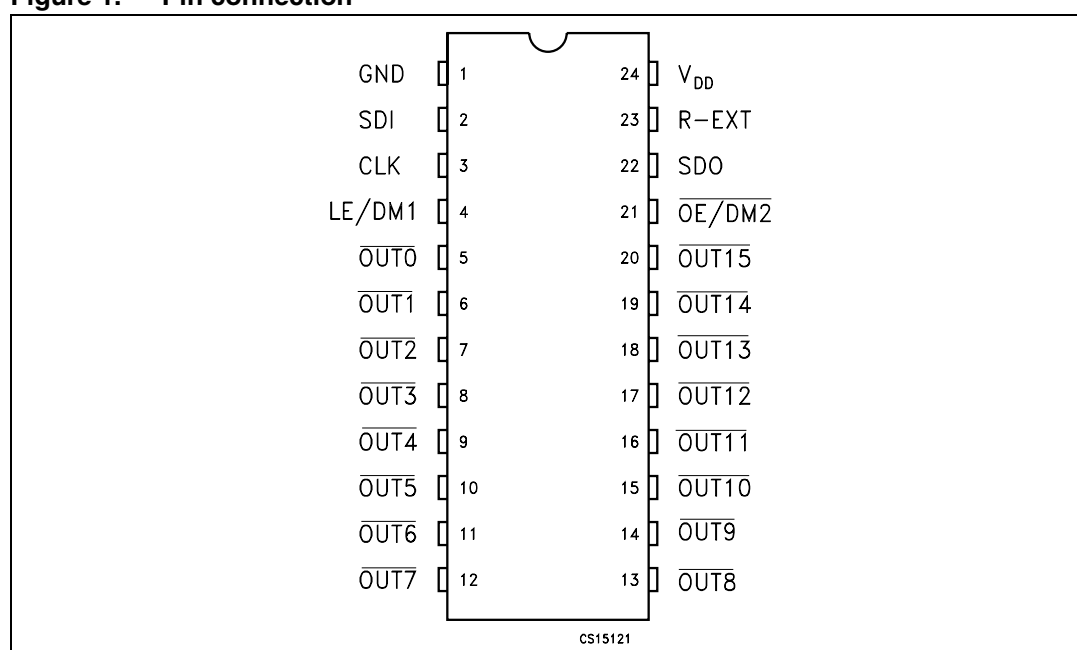 Figure 1. Pin connection
GND 1 24 VDD
SDI 2 23 R-EXT
CLK 3 22 SDO
LE/DM1 4 21 OE/DM2
OUT0 5 20 OUT15
OUT1 6 19 OUT14
OUT2 7 18 OUT13
OUT3 8 17 OUT12
OUT4 9 16 OUT11
OUT5 10 15 OUT10
OUT6 11 14 OUT9
OUT7 12 13 OUT8
CS15121